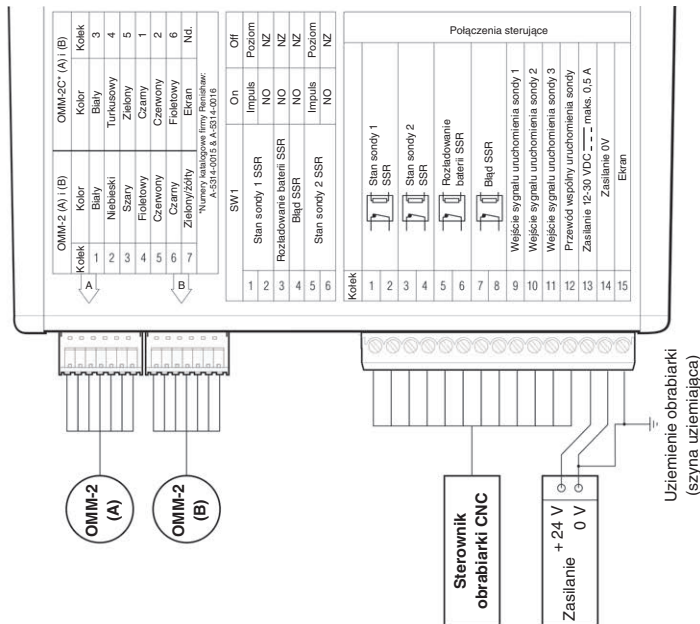 OMM-2 (A) i (B) OMM-2C* (A) i (B)
Kołek Kolor Kolor Kołek
1 Biały Biały 3
2 Niebieski Turkusowy 4
3 Szary Zielony 5
4 Fioletowy Czarny 1
5 Czerwony Czerwony 2
6 Czarny Fioletowy 6
7 Zielony/żółty Ekran Nd.
*Numery katalogowe firmy Renishaw:
A-5314-0015 & A-5314-0016
A
B
SW1 On Off
1 Stan sondy 1 SSR Impuls Poziom
2 NO NZ
3 Rozładowanie baterii SSR NO NZ
4 Błąd SSR NO NZ
5 Stan sondy 2 SSR Impuls Poziom
6 NO NZ
Kołek Połączenia sterujące
1 Stan sondy 1
2 SSR
3 Stan sondy 2
4 SSR
5 Rozładowanie
6 baterii SSR
7 Błąd SSR
8
9 Wejście sygnału uruchomienia sondy 1
10 Wejście sygnału uruchomienia sondy 2
11 Wejście sygnału uruchomienia sondy 3
12 Przewód wspólny uruchomienia sondy
13 Zasilanie 12-30 VDC ⎓ maks. 0,5 A
14 Zasilanie 0V
15 Ekran
OMM-2
(A)
OMM-2
(B)
Sterownik
obrabiarki CNC
Zasilanie + 24 V
0 V
Uziemienie obrabiarki
(szyna uziemiająca)